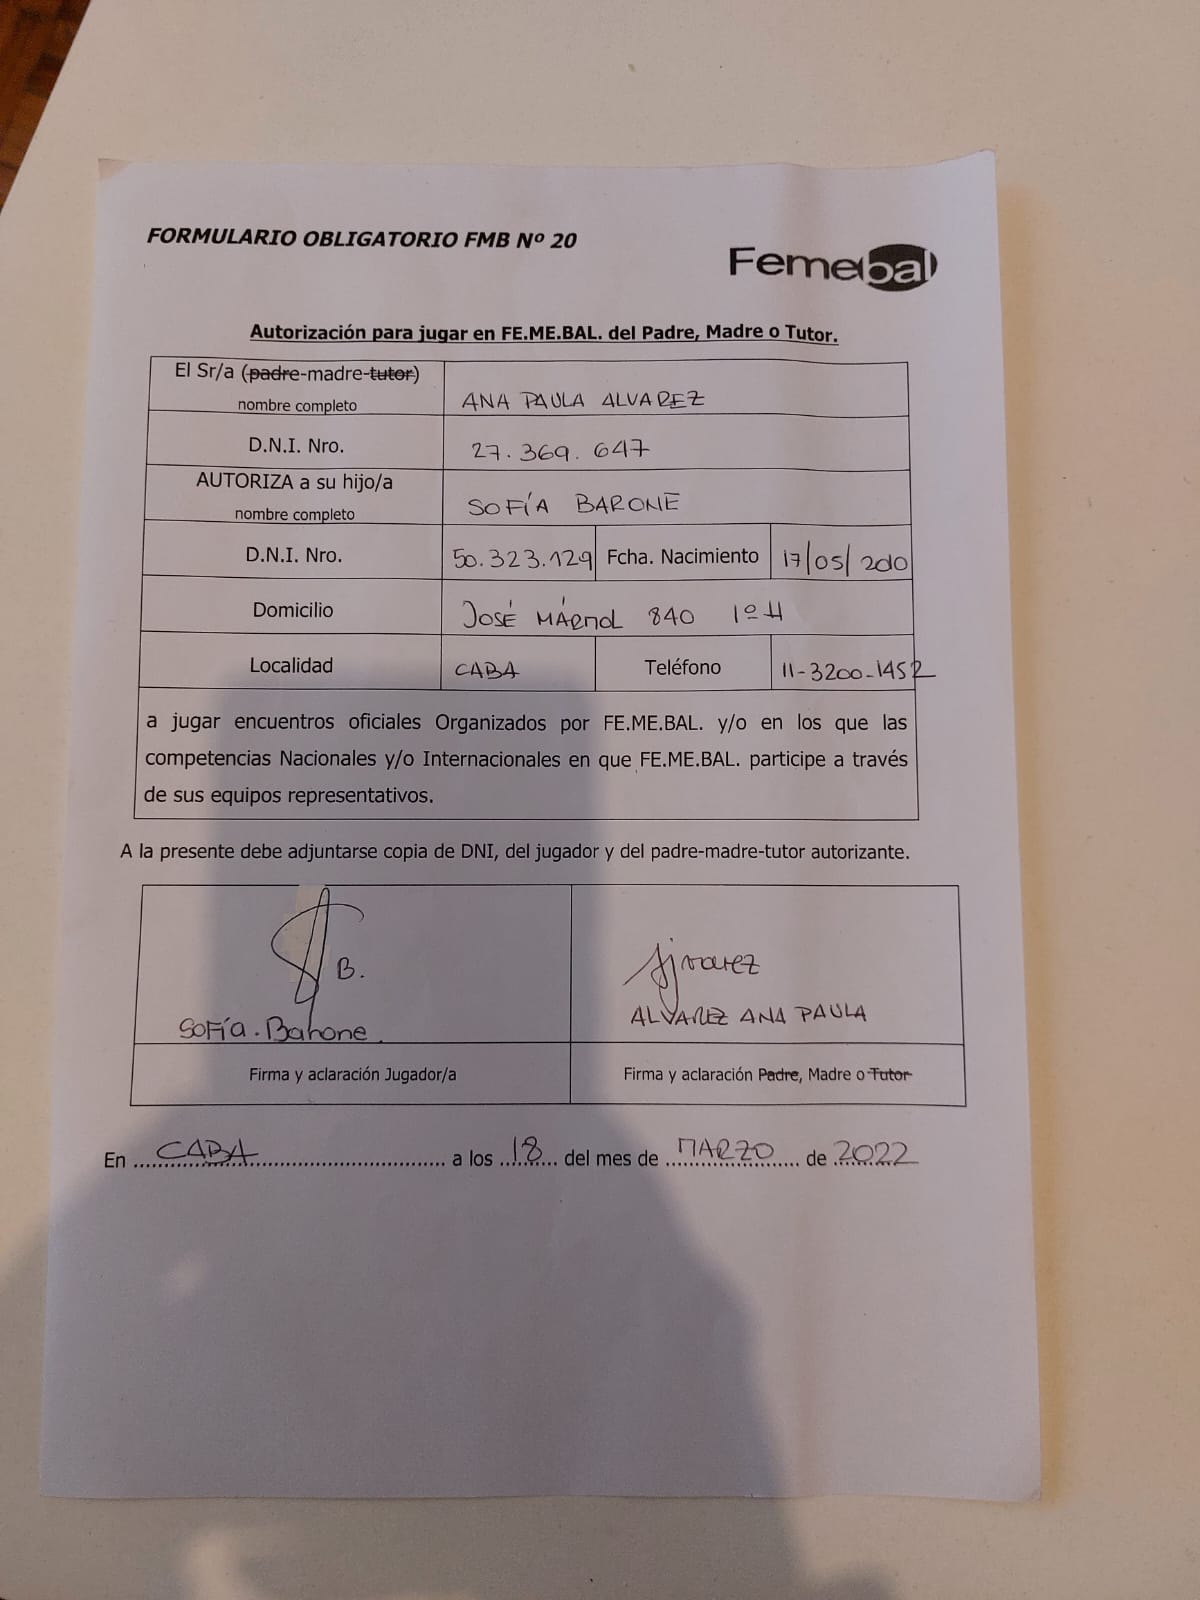 FORMULARIO OBLIGATORIO FMB Nº 20
Femebal
Autorización para jugar en FE.ME.BAL. del Padre, Madre o Tutor.
El Sr/a (padre-madre-tutor)
nombre completo
ANA PAULA ALVAREZ
D.N.I. Nro.
27.369.647
AUTORIZA a su hijo/a
nombre completo
SOFÍA BARONE
D.N.I. Nro.
50.323.129
Fcha. Nacimiento
17/05/2010
Domicilio
JOSÉ MÁRMOL 840 1º H
Localidad
CABA
Teléfono
11-3200-1452
a jugar encuentros oficiales Organizados por FE.ME.BAL. y/o en los que las
competencias Nacionales y/o Internacionales en que FE.ME.BAL. participe a través
de sus equipos representativos.
A la presente debe adjuntarse copia de DNI, del jugador y del padre-madre-tutor autorizante.
B.
Sofía. Barone
ALVAREZ ANA PAULA
Firma y aclaración Jugador/a
Firma y aclaración Padre, Madre o Tutor
En CABA a los 18 del mes de MARZO de 2022